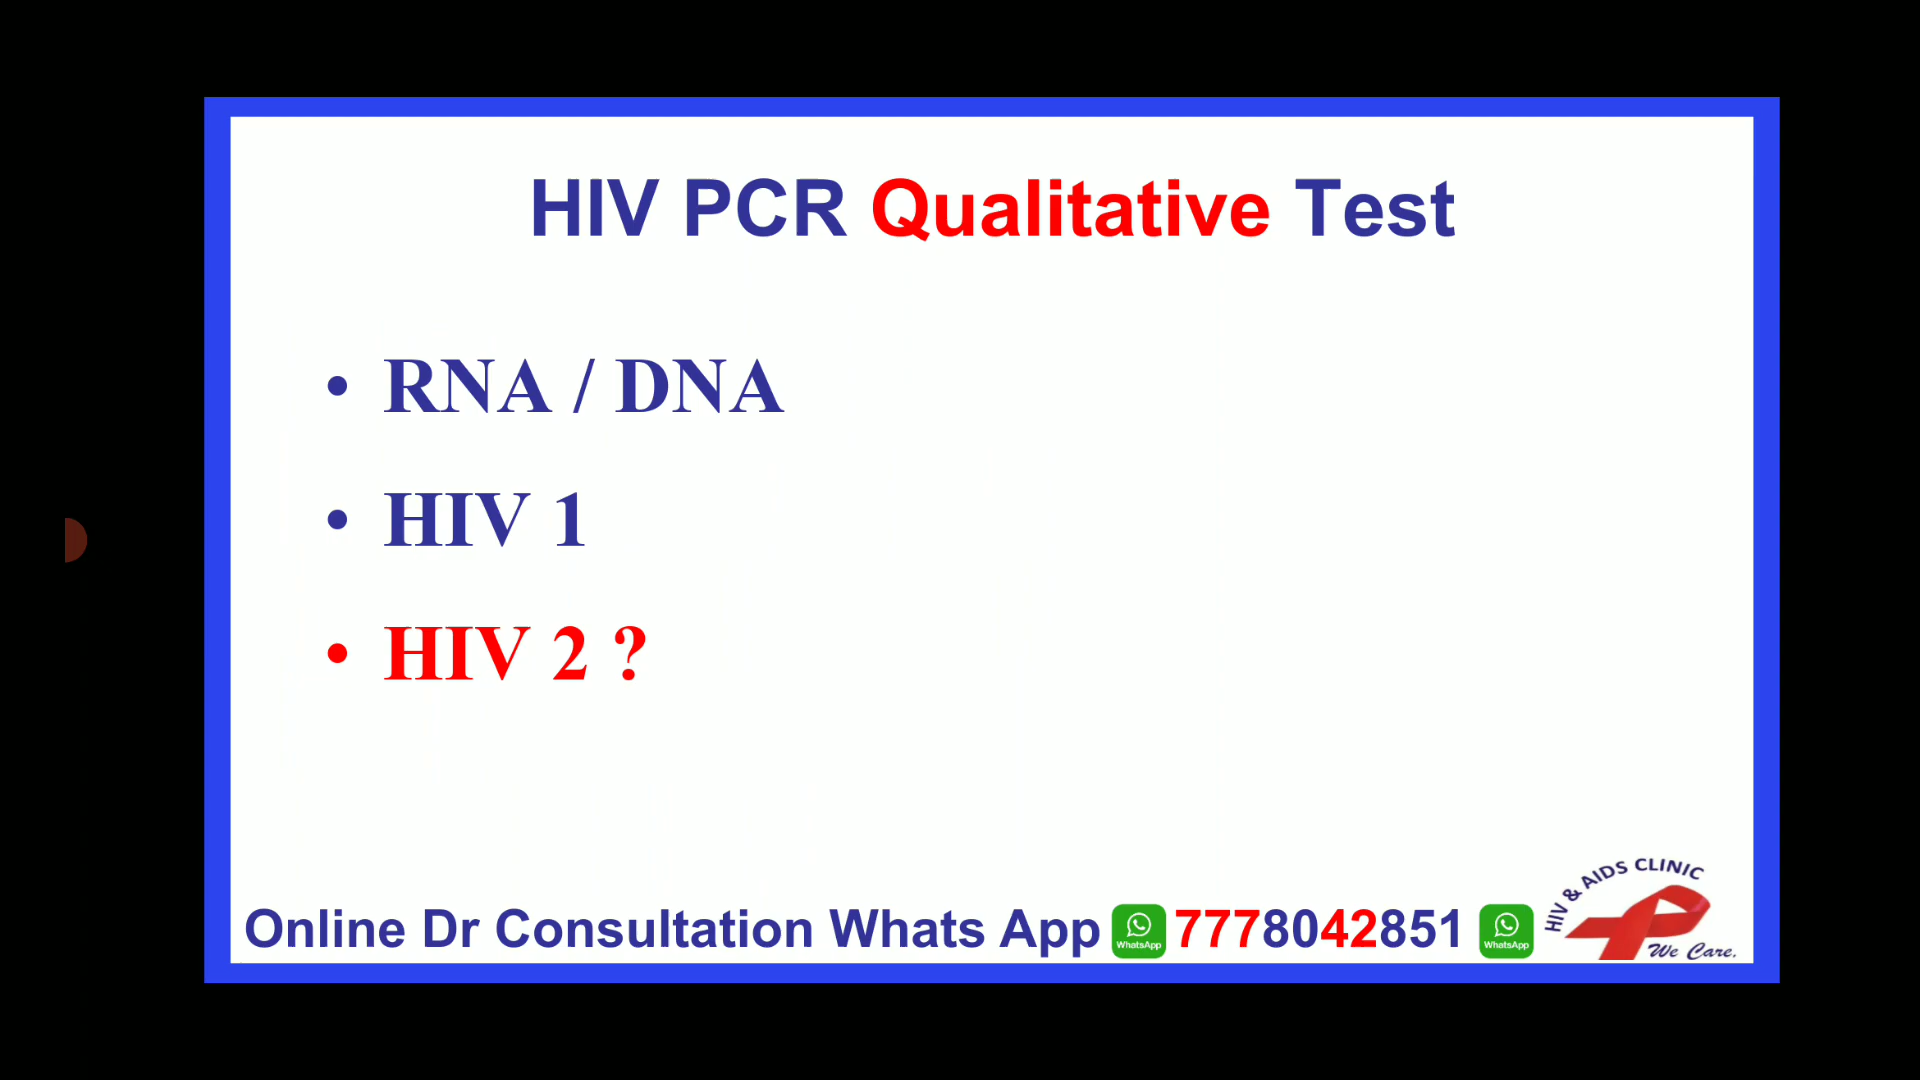 HIV PCR Qualitative Test
• RNA / DNA
• HIV 1
• HIV 2 ?
Online Dr Consultation Whats App WhatsApp 7778042851 WhatsApp
HIV & AIDS CLINIC
We Care.